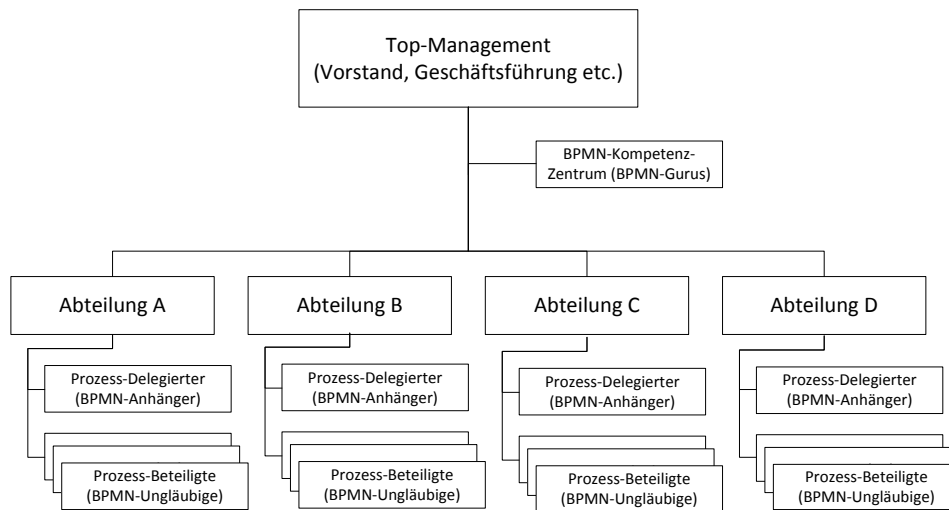 Top-Management
(Vorstand, Geschäftsführung etc.)
BPMN-Kompetenz-
Zentrum (BPMN-Gurus)
Abteilung A
Abteilung B
Abteilung C
Abteilung D
Prozess-Delegierter
(BPMN-Anhänger)
Prozess-Delegierter
(BPMN-Anhänger)
Prozess-Delegierter
(BPMN-Anhänger)
Prozess-Delegierter
(BPMN-Anhänger)
Prozess-Beteiligte
(BPMN-Ungläubige)
Prozess-Beteiligte
(BPMN-Ungläubige)
Prozess-Beteiligte
(BPMN-Ungläubige)
Prozess-Beteiligte
(BPMN-Ungläubige)